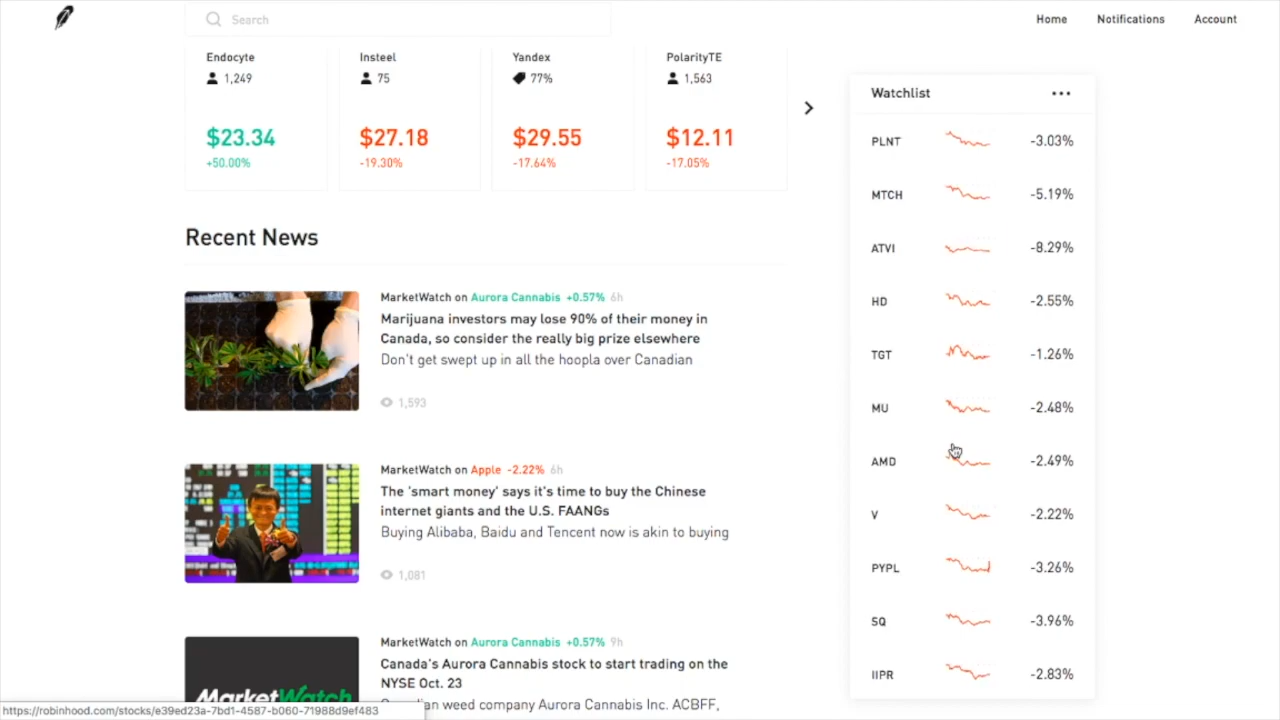 Search
Home
Notifications
Account
Endocyte
1,249
$23.34
+50.00%
Insteel
75
$27.18
-19.30%
Yandex
77%
$29.55
-17.64%
PolarityTE
1,563
$12.11
-17.05%
Recent News
MarketWatch on Aurora Cannabis +0.57% 6h
Marijuana investors may lose 90% of their money in
Canada, so consider the really big prize elsewhere
Don't get swept up in all the hoopla over Canadian
1,593
MarketWatch on Apple -2.22% 6h
The 'smart money' says it's time to buy the Chinese
internet giants and the U.S. FAANGs
Buying Alibaba, Baidu and Tencent now is akin to buying
1,081
MarketWatch on Aurora Cannabis +0.57% 9h
Canada's Aurora Cannabis stock to start trading on the
NYSE Oct. 23
weed company Aurora Cannabis Inc. ACBFF,
MarketWatch
Watchlist
PLNT -3.03%
MTCH -5.19%
ATVI -8.29%
HD -2.55%
TGT -1.26%
MU -2.48%
AMD -2.49%
V -2.22%
PYPL -3.26%
SQ -3.96%
IIPR -2.83%
https://robinhood.com/stocks/e39ed23a-7bd1-4587-b060-71988d9ef483